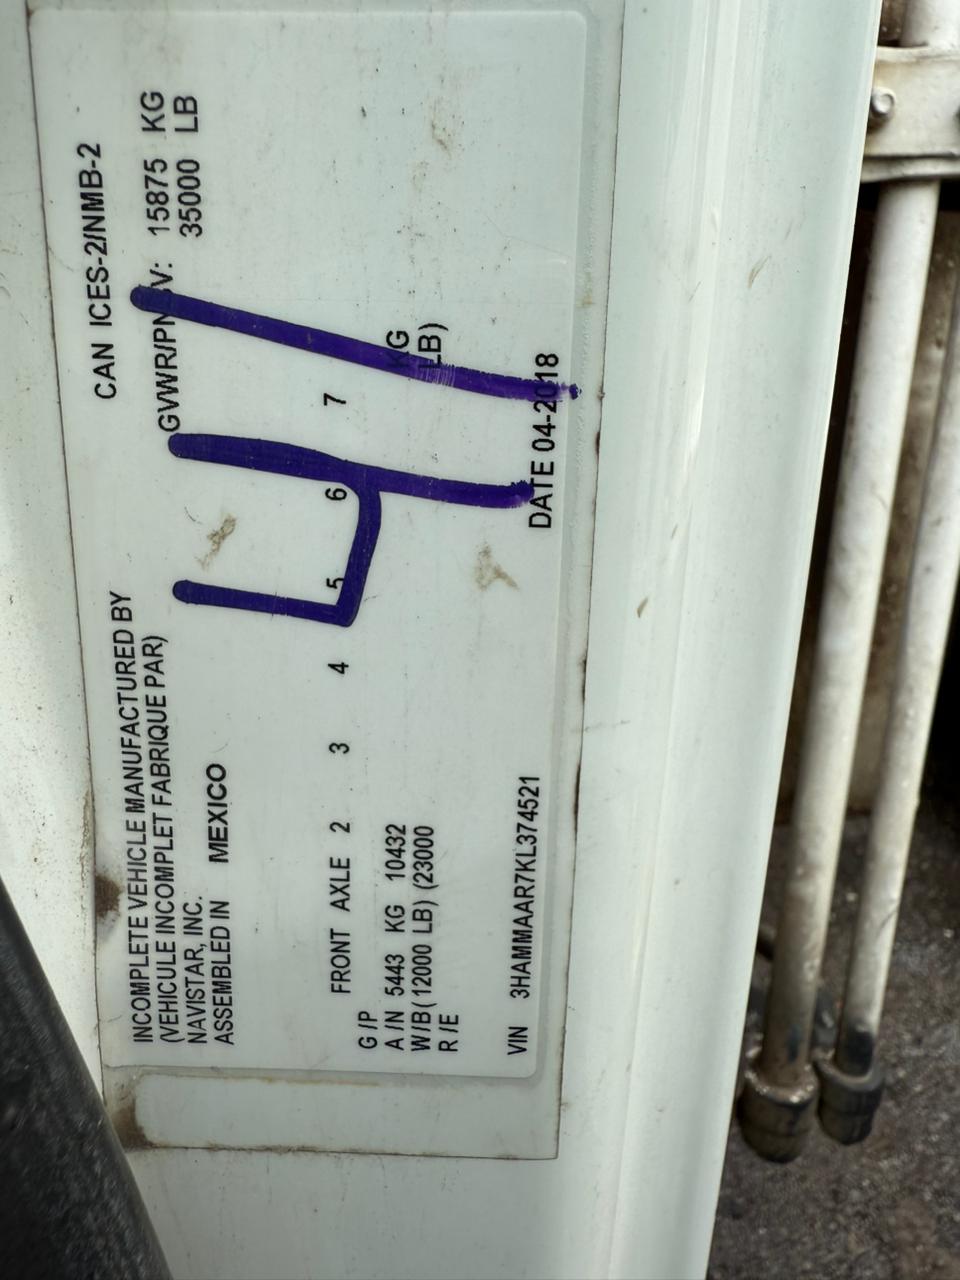 CAN ICES-2/NMB-2
INCOMPLETE VEHICLE MANUFACTURED BY
(VEHICULE INCOMPLET FABRIQUE PAR)
NAVISTAR, INC.
ASSEMBLED IN MEXICO
GVWR/PNBV: 15875 KG
35000 LB
41
FRONT AXLE 2 3 4 5 6 7
G/P
A/N 5443 KG 10432 KG
W/B (12000 LB) (23000 LB)
R/E
VIN 3HAMMAAR7KL374521
DATE 04-2018